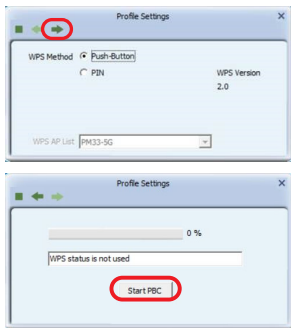 Profile Settings
WPS Method Push-Button
PIN WPS Version
2.0
WPS AP List PM33-5G
Profile Settings
0 %
WPS status is not used
Start PBC